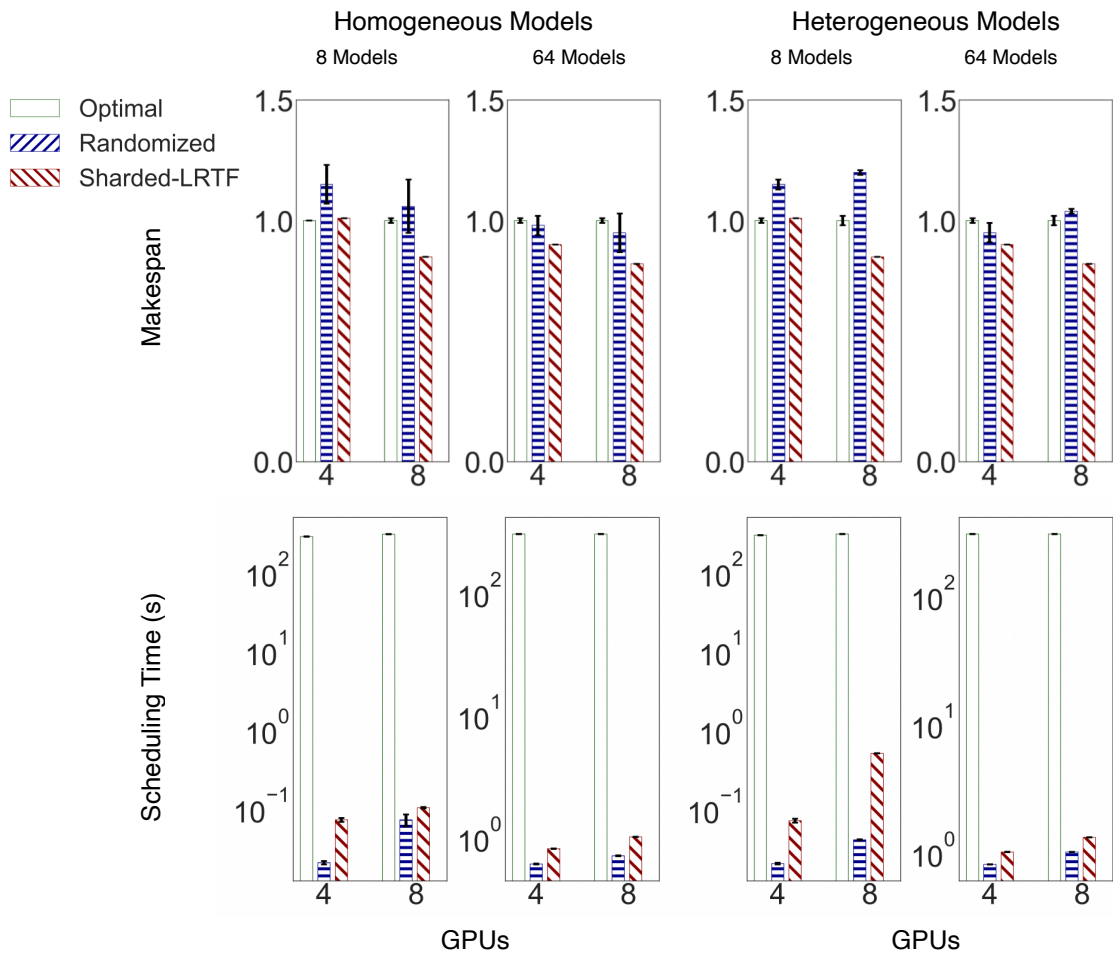 Homogeneous Models Heterogeneous Models
8 Models 64 Models 8 Models 64 Models
Optimal
Randomized
Sharded-LRTF
Makespan
1.5 1.5 1.5 1.5
1.0 1.0 1.0 1.0
0.0 0.0 0.0 0.0
4 8 4 8 4 8 4 8
Scheduling Time (s)
10^2 10^2 10^2 10^2
10^1 10^1 10^1 10^1
10^0 10^0 10^0 10^0
10^−1 10^−1
4 8 4 8 4 8 4 8
GPUs GPUs